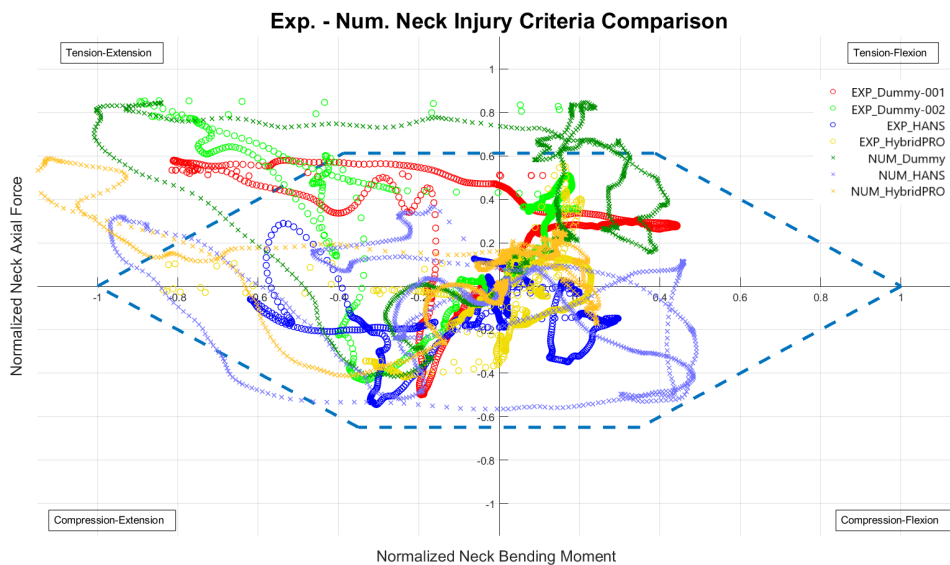 Exp. - Num. Neck Injury Criteria Comparison
Tension-Extension
Tension-Flexion
1
0.8
0.6
0.4
0.2
-1
-0.8
-0.6
-0.4
-0.2
0
0.2
0.4
0.6
0.8
1
-0.2
-0.4
-0.6
-0.8
-1
EXP_Dummy-001
EXP_Dummy-002
EXP_HANS
EXP_HybridPRO
NUM_Dummy
NUM_HANS
NUM_HybridPRO
Normalized Neck Axial Force
Compression-Extension
Compression-Flexion
Normalized Neck Bending Moment